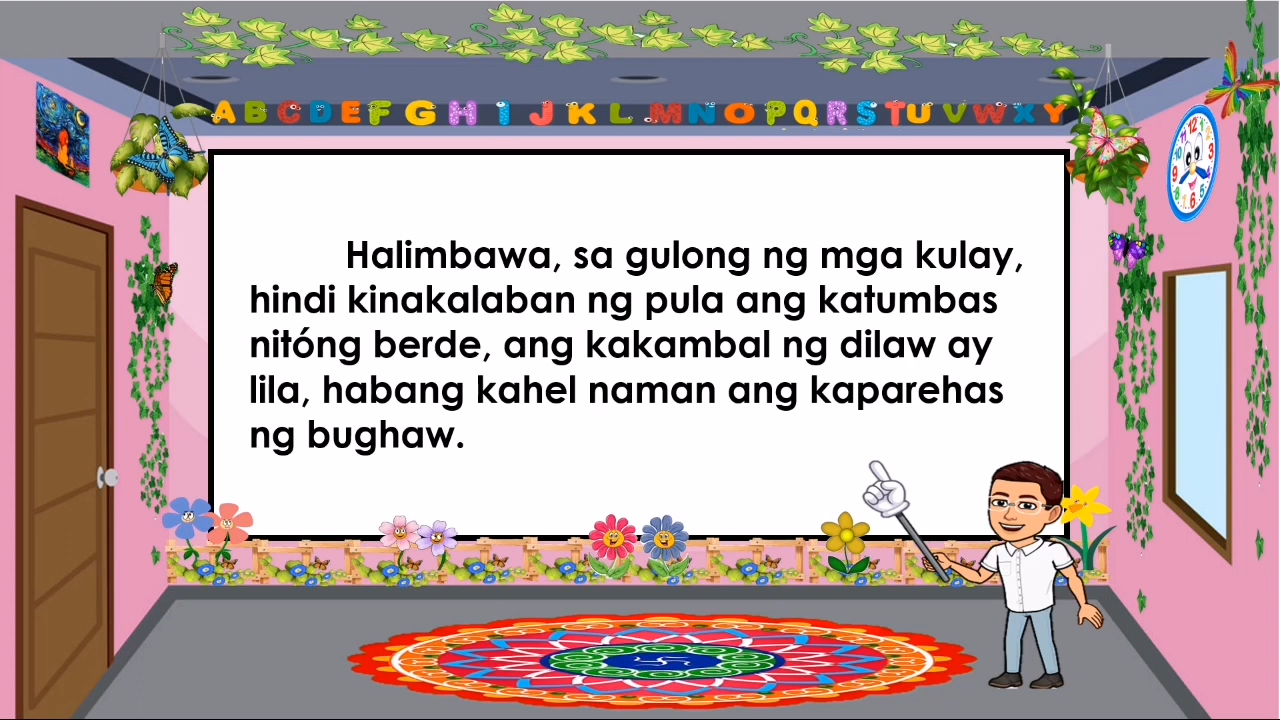 ABCDEFGHIJKLMNOPQRSTUVWXY
Halimbawa, sa gulong ng mga kulay,
hindi kinakalaban ng pula ang katumbas
nitóng berde, ang kakambal ng dilaw ay
lila, habang kahel naman ang kaparehas
ng bughaw.